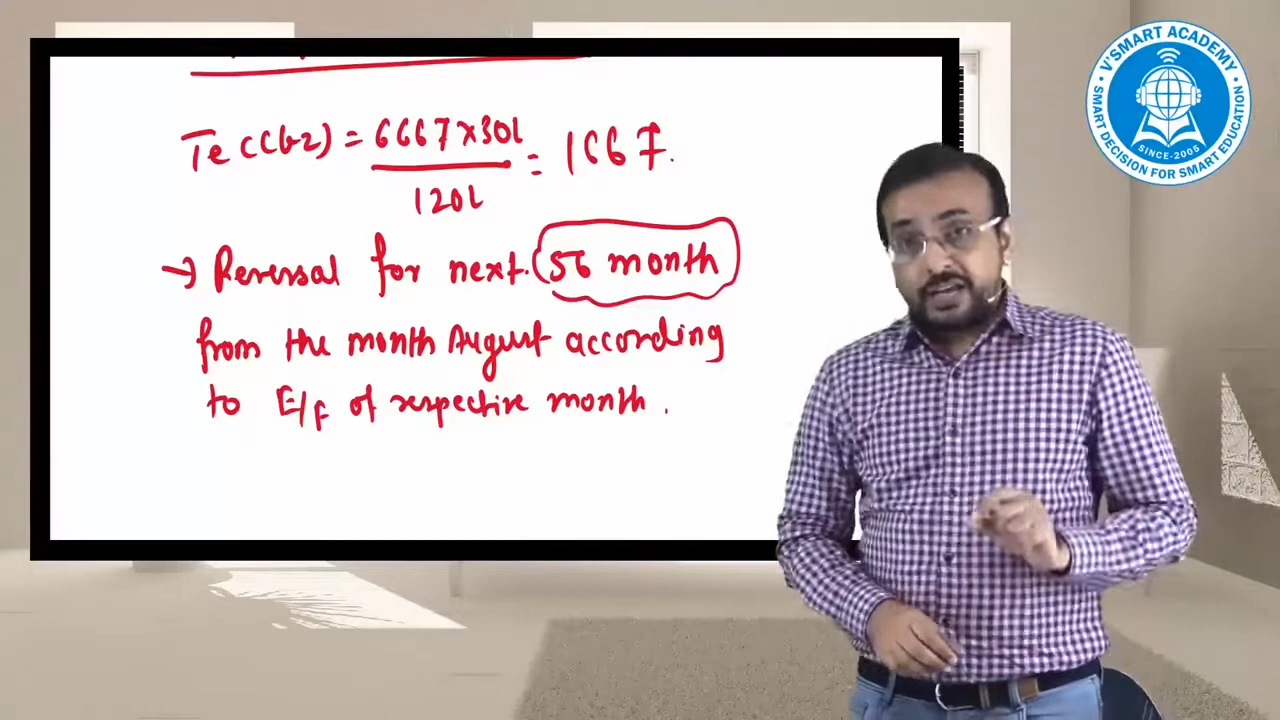 Te C(G2) = 6667 x 30L / 120L = 1667.
→ Reversal for next 56 month
from the month August according
to E/F of respective month.
V'SMART ACADEMY
SINCE-2005
SMART DECISION FOR SMART EDUCATION